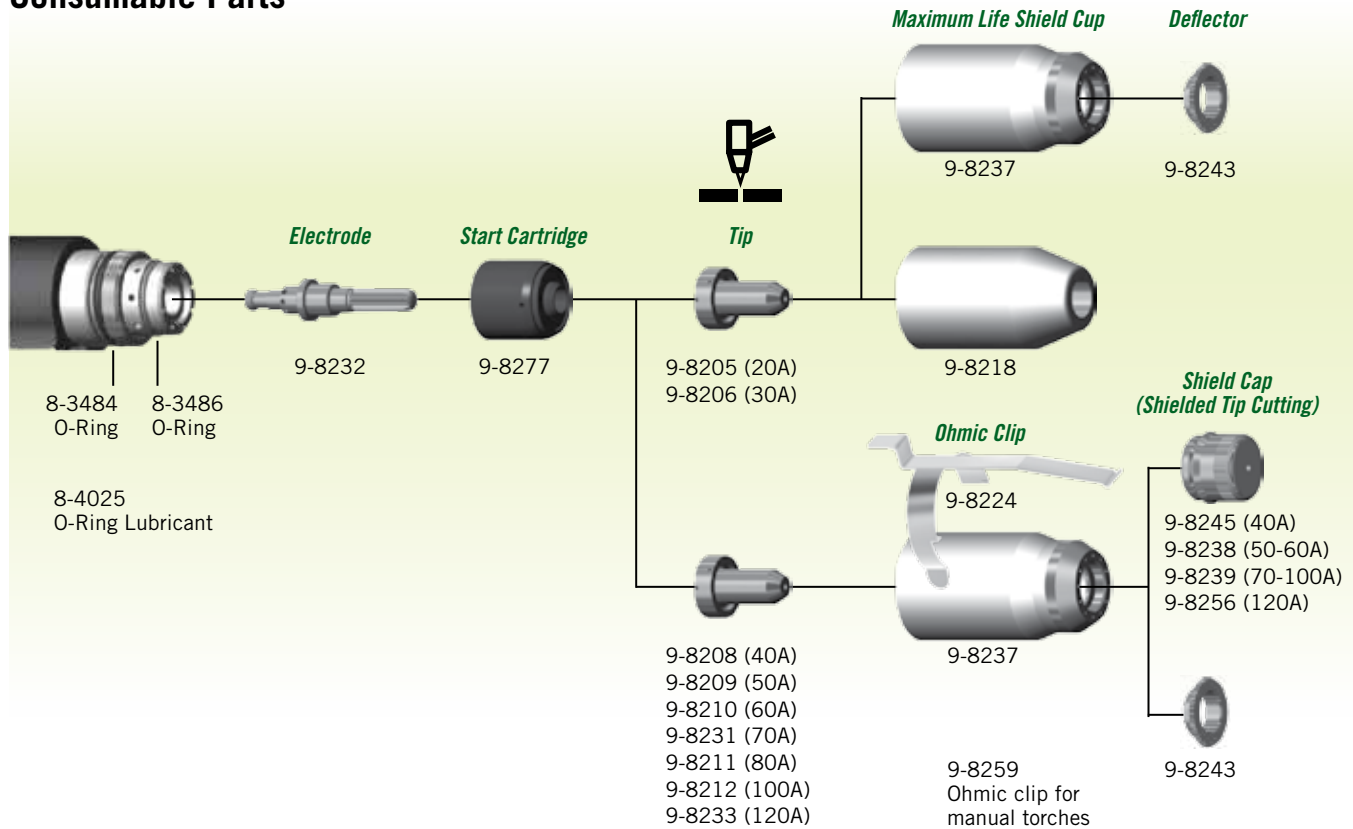 Consumable Parts
Maximum Life Shield Cup
Deflector
9-8237
9-8243
Electrode
Start Cartridge
Tip
9-8232
9-8277
9-8205 (20A)
9-8206 (30A)
9-8218
8-3484
O-Ring
8-3486
O-Ring
8-4025
O-Ring Lubricant
Shield Cap
(Shielded Tip Cutting)
Ohmic Clip
9-8224
9-8245 (40A)
9-8238 (50-60A)
9-8239 (70-100A)
9-8256 (120A)
9-8237
9-8208 (40A)
9-8209 (50A)
9-8210 (60A)
9-8231 (70A)
9-8211 (80A)
9-8212 (100A)
9-8233 (120A)
9-8259
Ohmic clip for
manual torches
9-8243